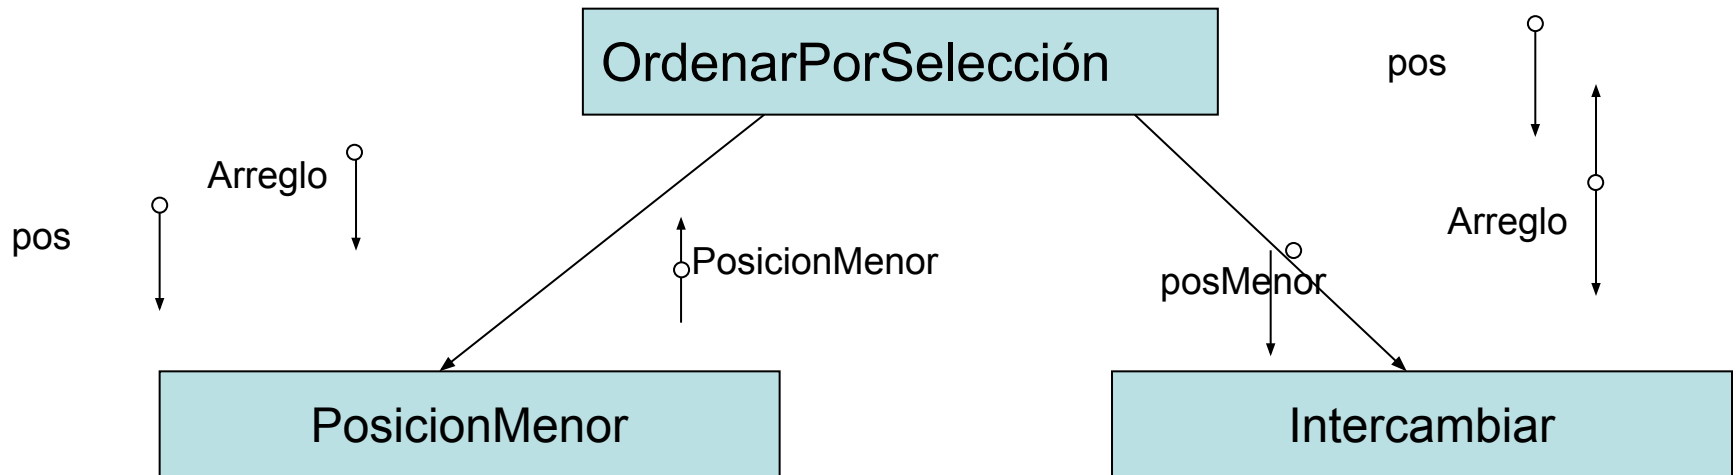 OrdenarPorSelección
pos
Arreglo
pos
Arreglo
PosicionMenor
posMenor
PosicionMenor
Intercambiar